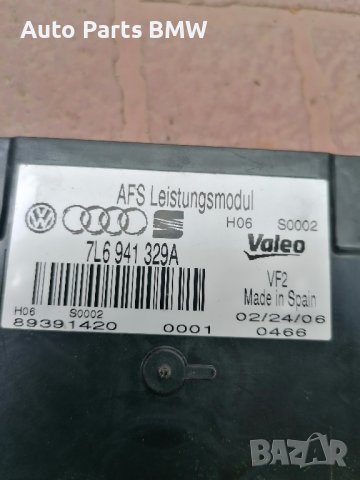 Auto Parts BMW
AFS Leistungsmodul
H06 S0002
Valeo
7L6 941 329A
VF2
Made in Spain
H06 S0002
02/24/06
89391420 0001 0466
BAZAR